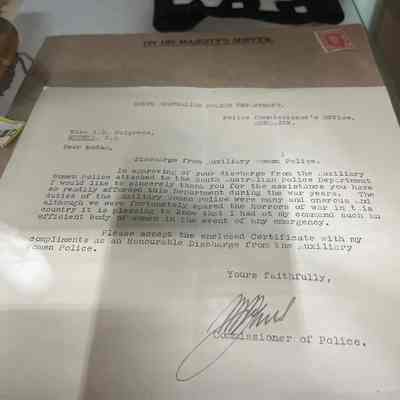 ON HIS MAJESTY'S SERVICE.
SOUTH AUSTRALIAN POLICE DEPARTMENT.
Police Commissioner's Office,
Dear Madam,
Discharge from Auxiliary Women Police.
In approving of your discharge from the Auxiliary
Women Police attached to the South Australian Police Department
I would like to sincerely thank you for the assistance you have
so readily afforded this Department during the war years. The
duties of the Auxiliary Women Police were many and onerous and
although we were fortunately spared the horrors of war in this
country it is pleasing to know that I had at my command such an
efficient body of women in the event of any emergency.
Please accept the enclosed Certificate with my
compliments as an Honourable Discharge from the Auxiliary
Women Police.
Yours faithfully,
Commissioner of Police.